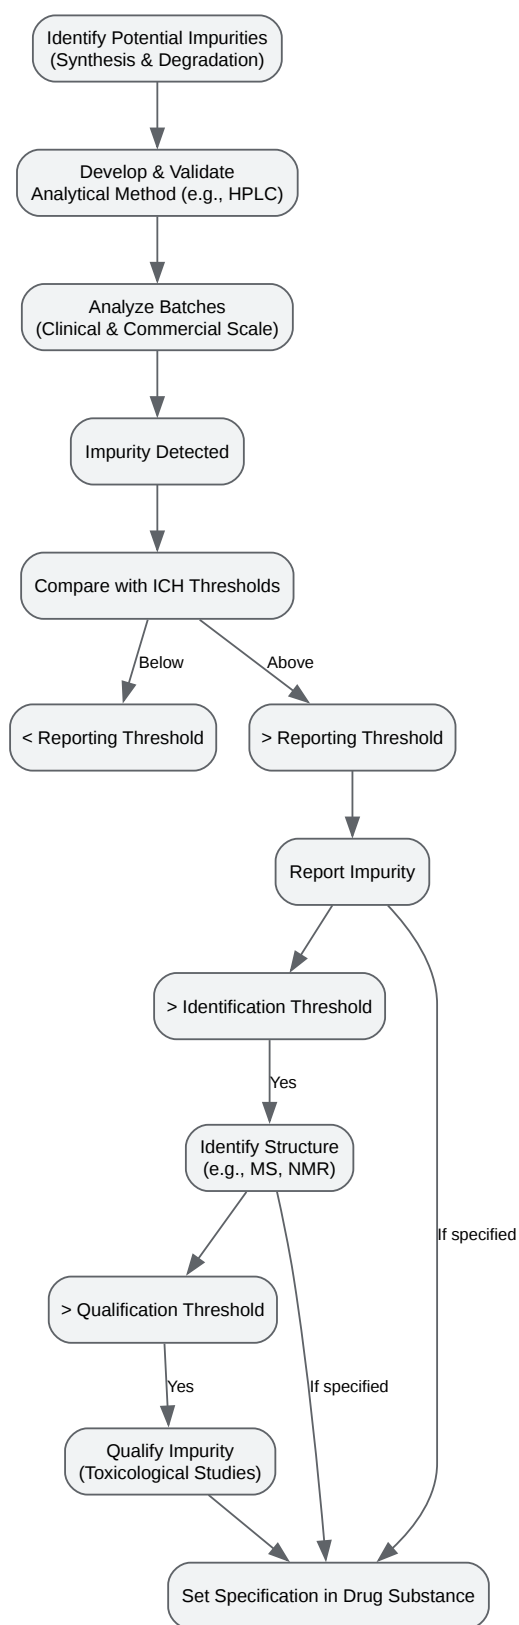 Identify Potential Impurities
(Synthesis & Degradation)
Develop & Validate
Analytical Method (e.g., HPLC)
Analyze Batches
(Clinical & Commercial Scale)
Impurity Detected
Compare with ICH Thresholds
Below
Above
< Reporting Threshold
> Reporting Threshold
Report Impurity
> Identification Threshold
Yes
Identify Structure
(e.g., MS, NMR)
If specified
> Qualification Threshold
Yes
If specified
Qualify Impurity
(Toxicological Studies)
Set Specification in Drug Substance